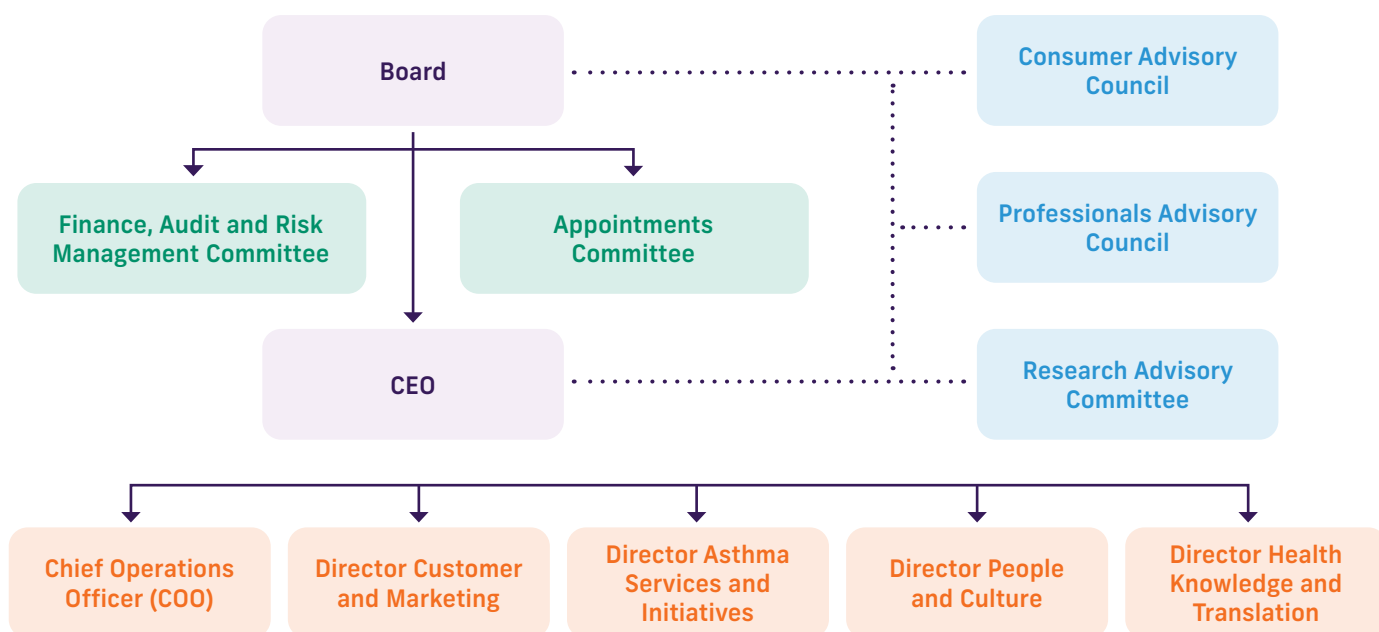 Board
Consumer Advisory
Council
Finance, Audit and Risk
Management Committee
Appointments
Committee
Professionals Advisory
Council
CEO
Research Advisory
Committee
Chief Operations
Officer (COO)
Director Customer
and Marketing
Director Asthma
Services and
Initiatives
Director People
and Culture
Director Health
Knowledge and
Translation